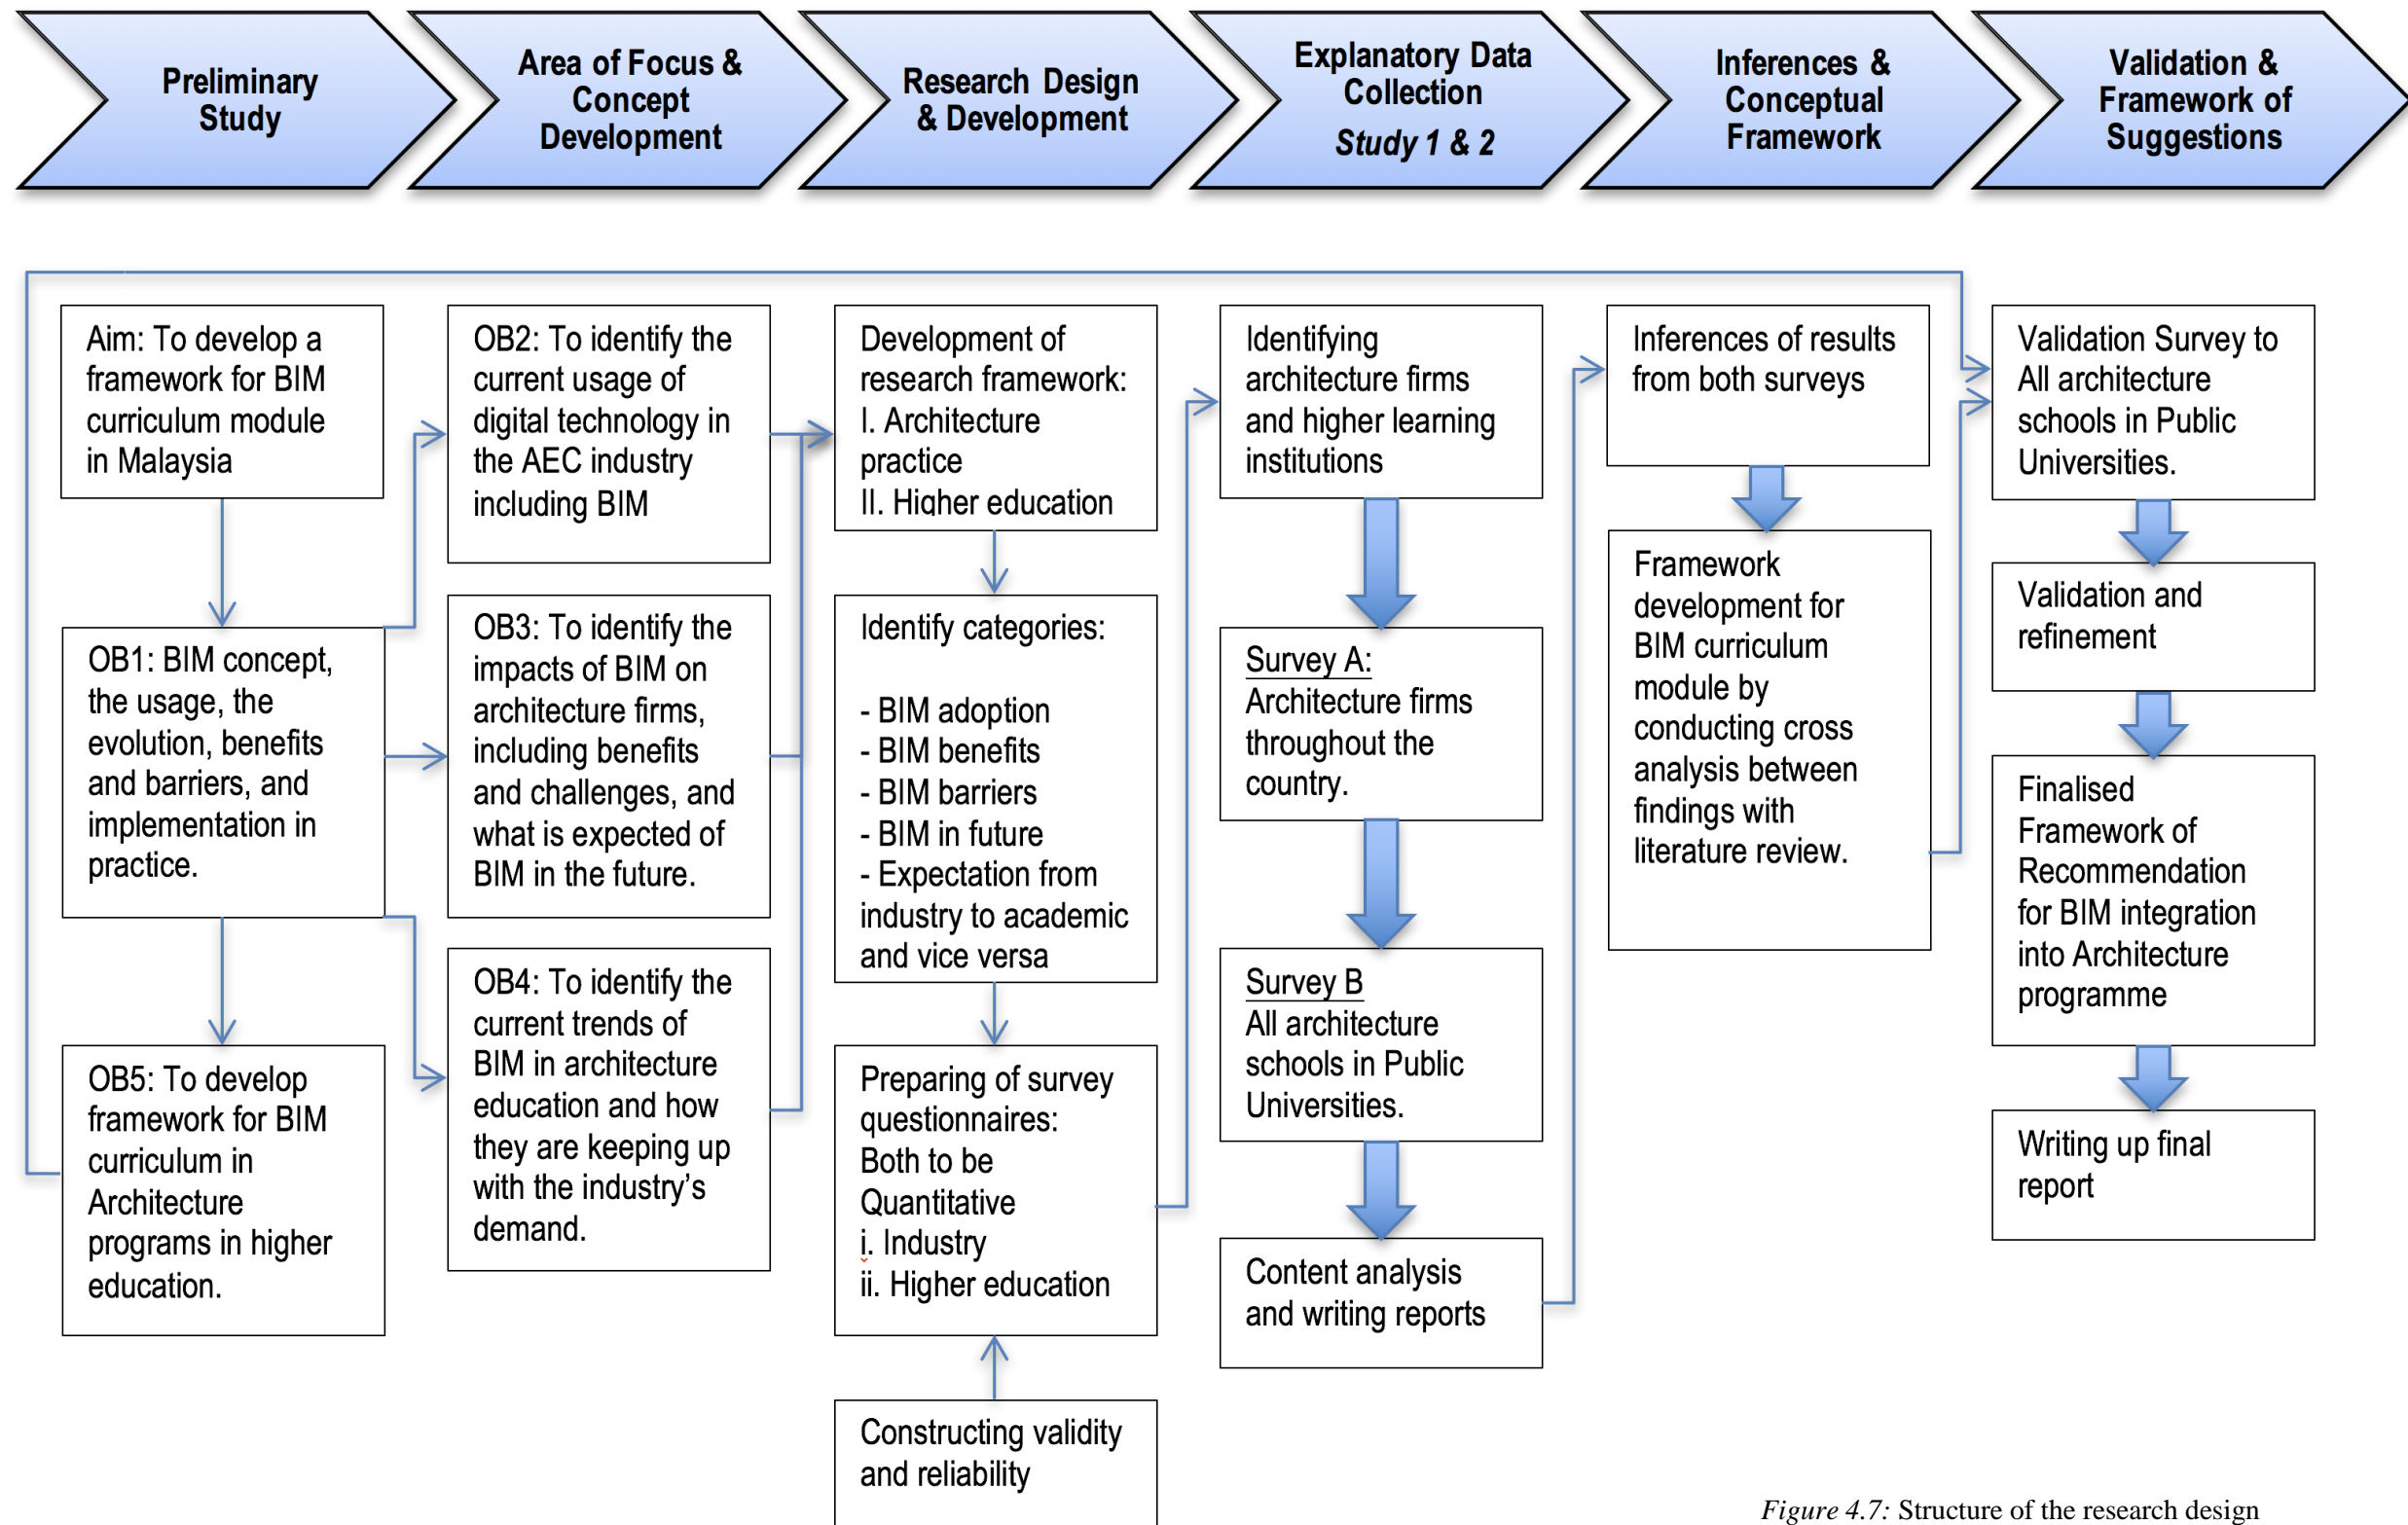 Preliminary
Study
Area of Focus &
Concept
Development
Research Design
& Development
Explanatory Data
Collection
Study 1 & 2
Inferences &
Conceptual
Framework
Validation &
Framework of
Suggestions
Aim: To develop a
framework for BIM
curriculum module
in Malaysia
OB1: BIM concept,
the usage, the
evolution, benefits
and barriers, and
implementation in
practice.
OB5: To develop
framework for BIM
curriculum in
Architecture
programs in higher
education.
OB2: To identify the
current usage of
digital technology in
the AEC industry
including BIM
OB3: To identify the
impacts of BIM on
architecture firms,
including benefits
and challenges, and
what is expected of
BIM in the future.
OB4: To identify the
current trends of
BIM in architecture
education and how
they are keeping up
with the industry’s
demand.
Development of
research framework:
I. Architecture
practice
II. Higher education
Identify categories:
- BIM adoption
- BIM benefits
- BIM barriers
- BIM in future
- Expectation from
industry to academic
and vice versa
Preparing of survey
questionnaires:
Both to be
Quantitative
i. Industry
ii. Higher education
Constructing validity
and reliability
Identifying
architecture firms
and higher learning
institutions
Survey A:
Architecture firms
throughout the
country.
Survey B
All architecture
schools in Public
Universities.
Content analysis
and writing reports
Inferences of results
from both surveys
Framework
development for
BIM curriculum
module by
conducting cross
analysis between
findings with
literature review.
Validation Survey to
All architecture
schools in Public
Universities.
Validation and
refinement
Finalised
Framework of
Recommendation
for BIM integration
into Architecture
programme
Writing up final
report
Figure 4.7: Structure of the research design